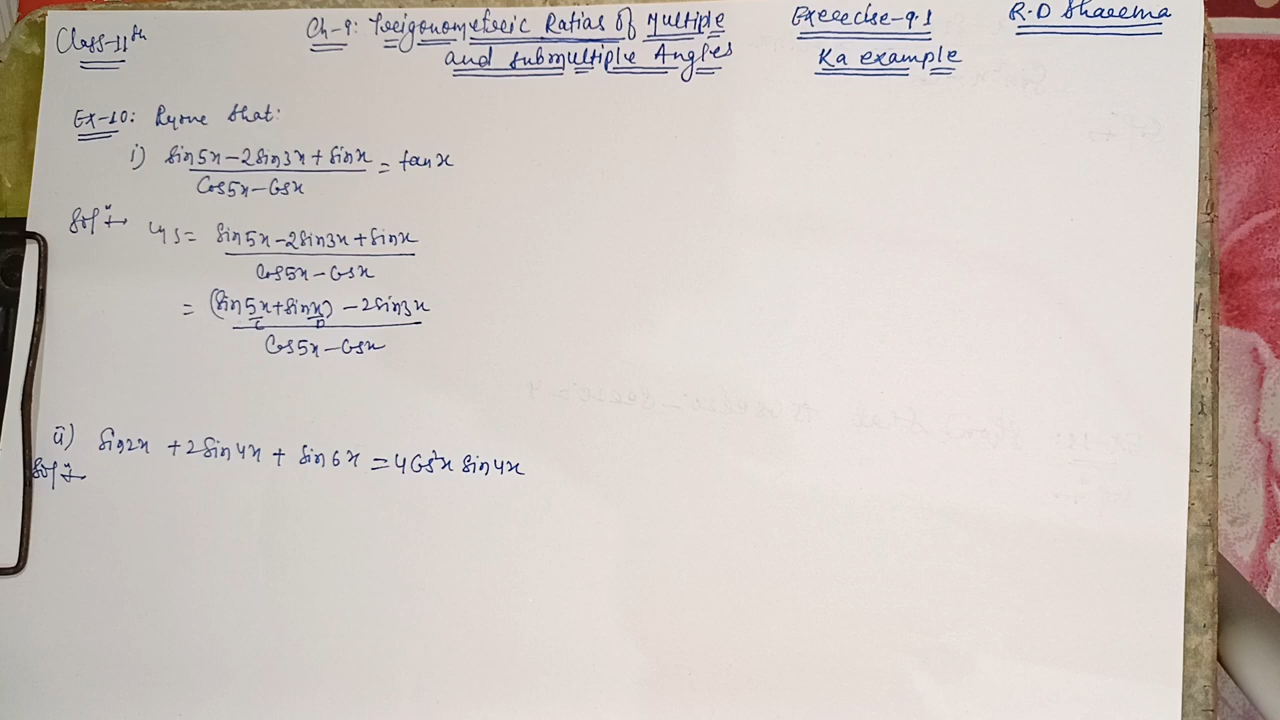 Class-11th
Ch-9: Trigonometric Ratios of Multiple
and submultiple Angles
Exercise-9.1
Ka example
R.D Sharma
Ex-10: Prove that:
i) sin5x-2sin3x+sinx / cos5x-cosx = tanx
Solⁿ:- LHS = sin5x-2sin3x+sinx / cos5x-cosx
= (sin5x+sinx) -2sin3x / cos5x-cosx
C D
ii) sin2x +2sin4x + sin6x = 4cos²x sin4x
Solⁿ:-